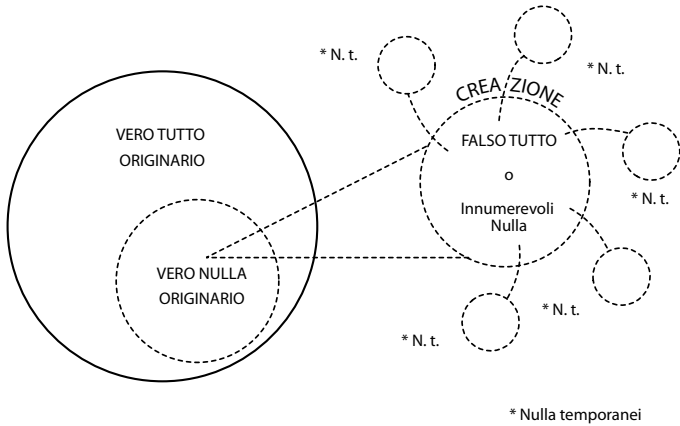 VERO TUTTO
ORIGINARIO
VERO NULLA
ORIGINARIO
CREAZIONE
FALSO TUTTO
o
Innumerevoli
Nulla
* N. t.
* N. t.
* N. t.
* N. t.
* N. t.
* Nulla temporanei